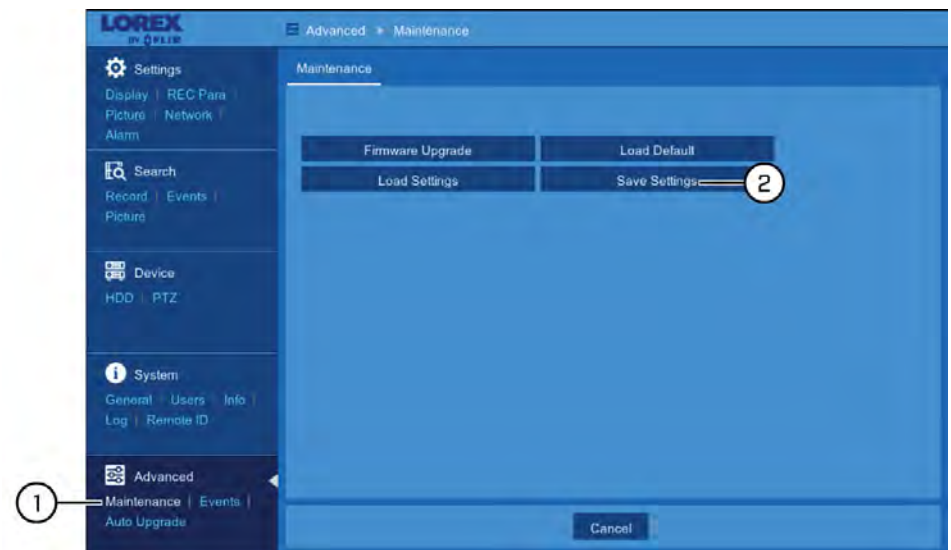 LOREX
BY FLIR
Advanced > Maintenance
Settings
Display | REC Para |
Picture | Network |
Alarm
Search
Record | Events |
Picture
Device
HDD | PTZ
System
General | Users | Info |
Log | Remote ID
Advanced
Maintenance | Events |
Auto Upgrade
Maintenance
Firmware Upgrade
Load Default
Load Settings
Save Settings
Cancel
1
2